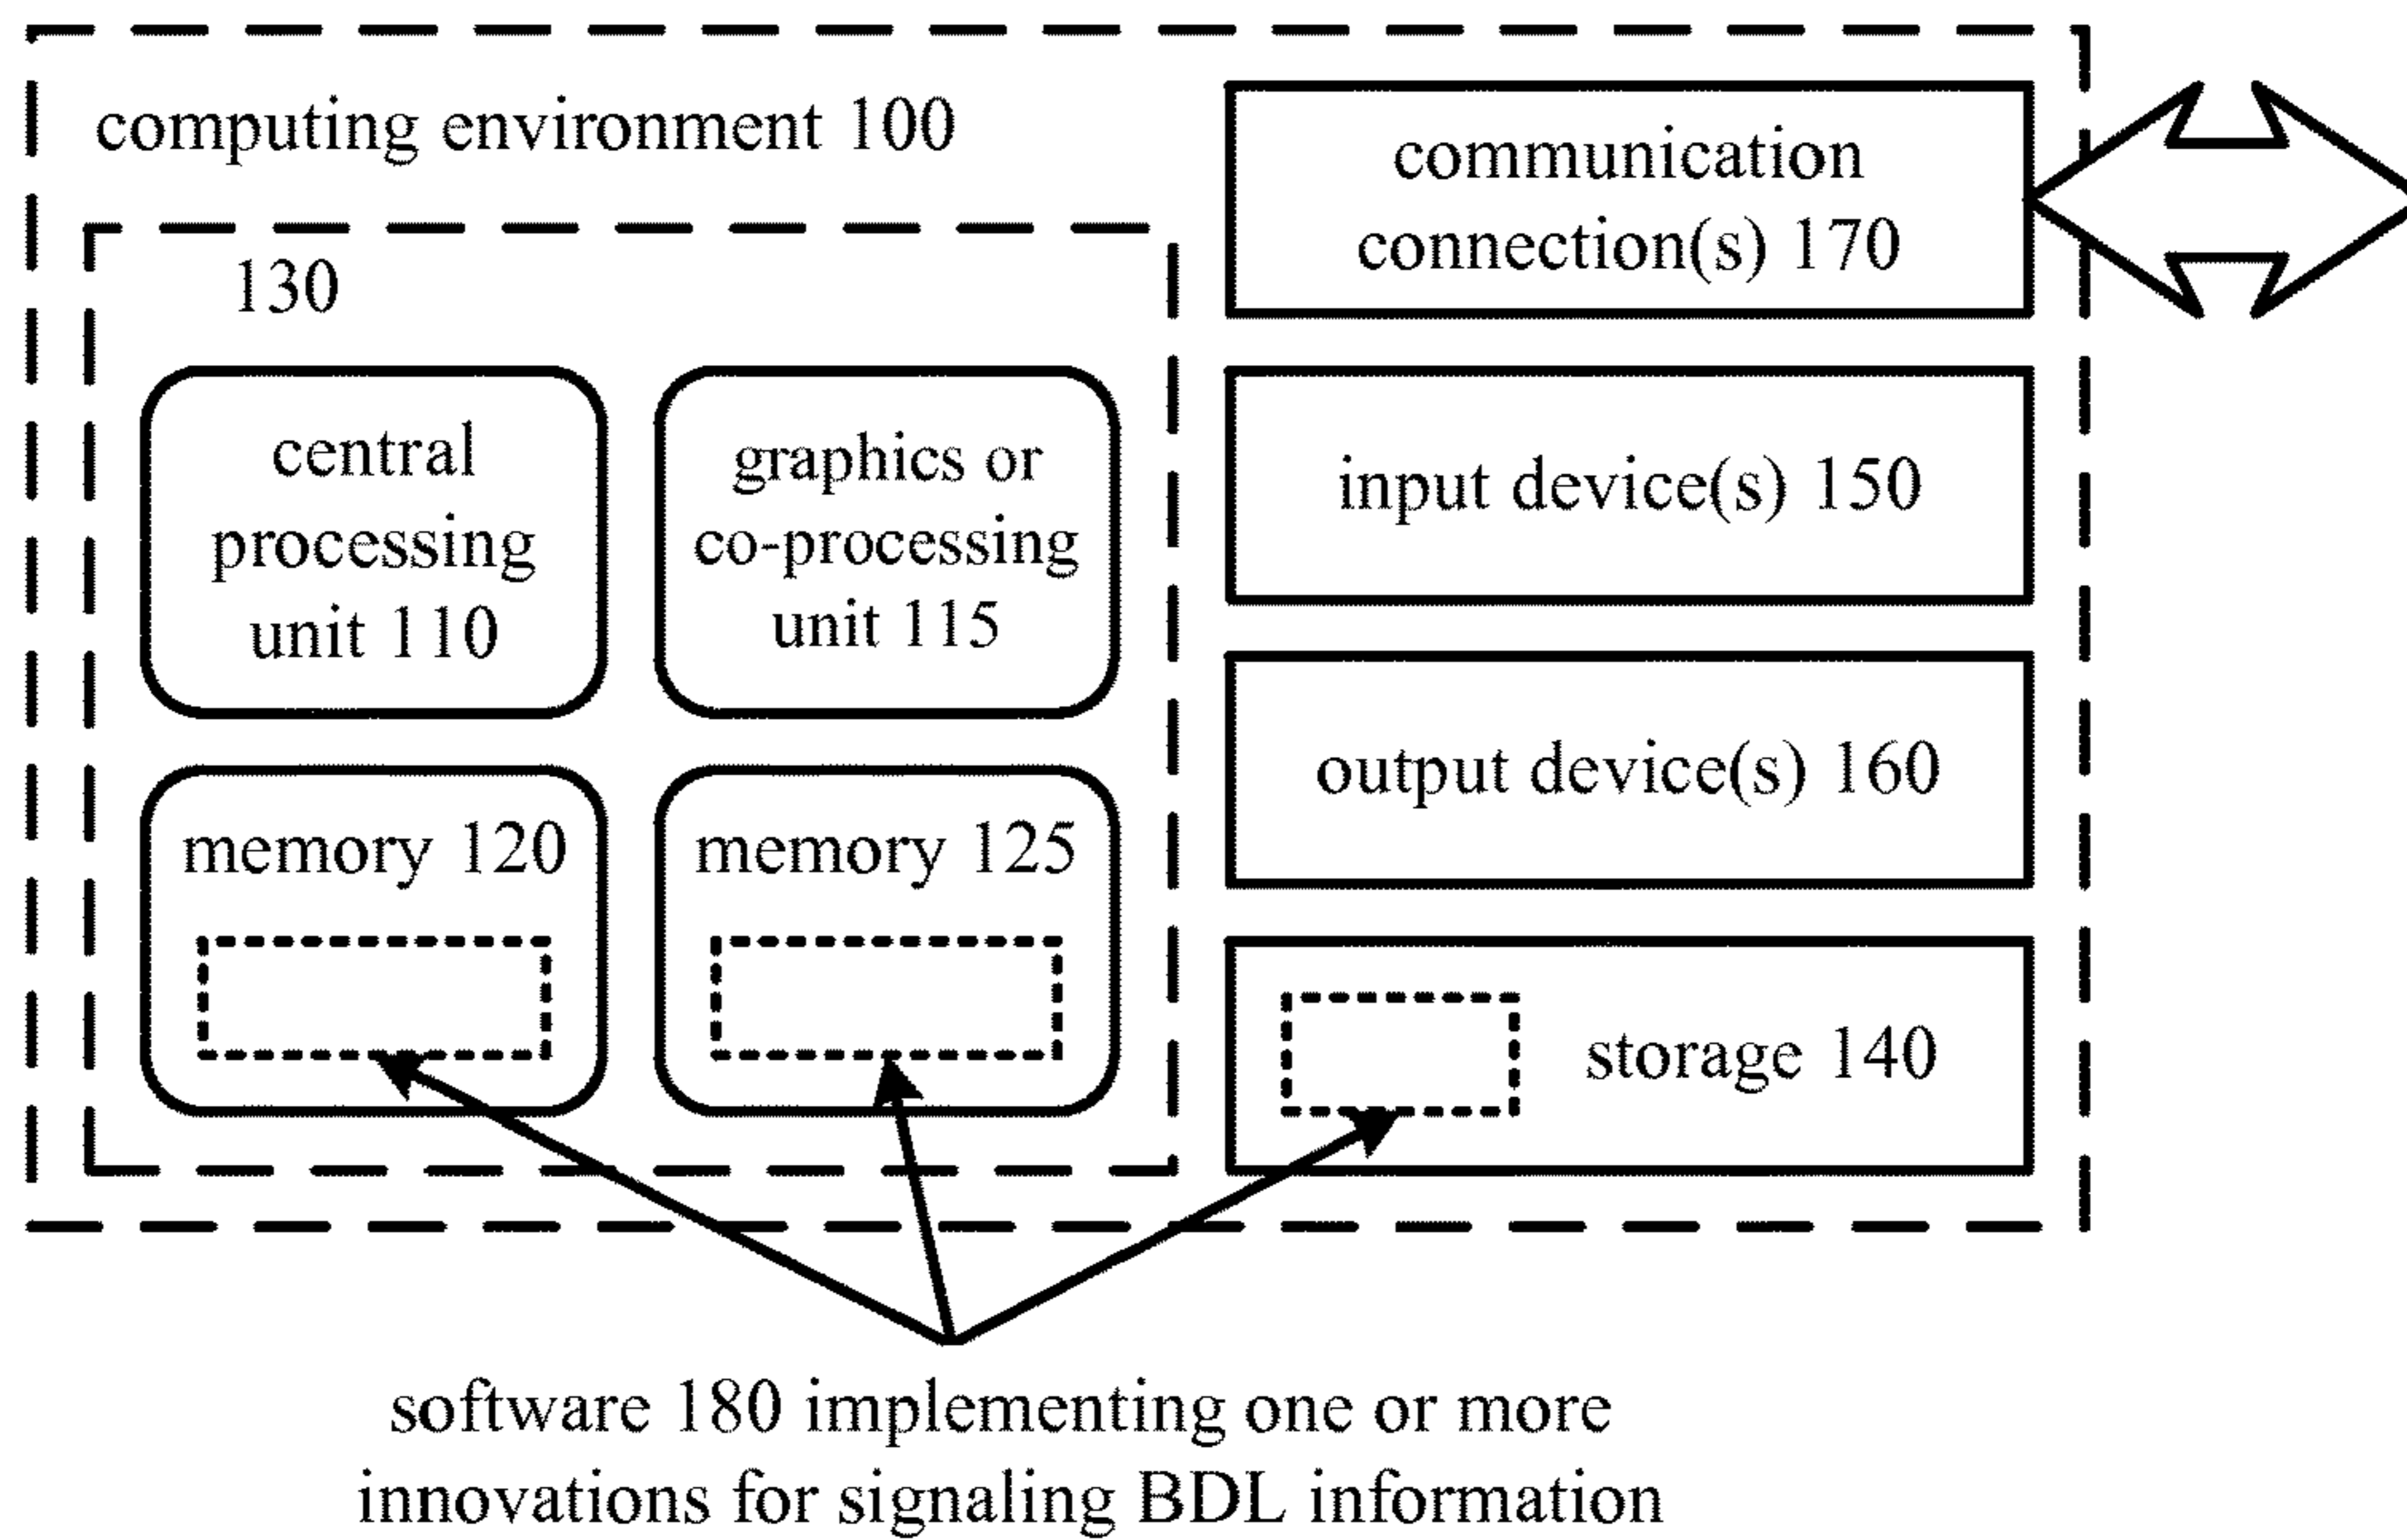 computing environment 100
130
central
processing
unit 110
graphics or
co-processing
unit 115
memory 120
memory 125
communication
connection(s) 170
input device(s) 150
output device(s) 160
storage 140
software 180 implementing one or more
innovations for signaling BDL information